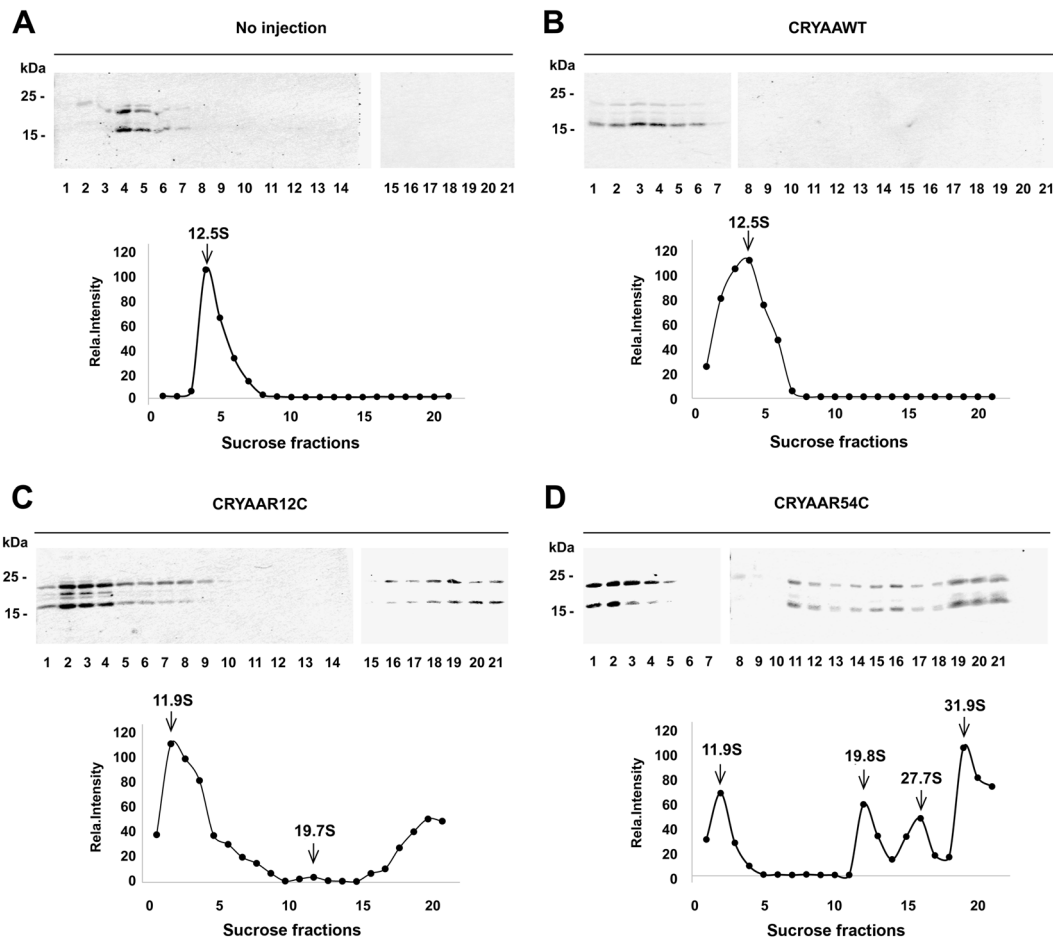 A
No injection
kDa
25 -
15 -
1 2 3 4 5 6 7 8 9 10 11 12 13 14 15 16 17 18 19 20 21
12.5S
Rela.Intensity
120
100
80
60
40
20
0
0 5 10 15 20
Sucrose fractions
B
CRYAAWT
kDa
25 -
15 -
1 2 3 4 5 6 7 8 9 10 11 12 13 14 15 16 17 18 19 20 21
12.5S
Rela.Intensity
120
100
80
60
40
20
0
0 5 10 15 20
Sucrose fractions
C
CRYAAR12C
kDa
25 -
15 -
1 2 3 4 5 6 7 8 9 10 11 12 13 14 15 16 17 18 19 20 21
11.9S
19.7S
Rela.Intensity
120
100
80
60
40
20
0
0 5 10 15 20
Sucrose fractions
D
CRYAAR54C
kDa
25 -
15 -
1 2 3 4 5 6 7 8 9 10 11 12 13 14 15 16 17 18 19 20 21
31.9S
11.9S
19.8S
27.7S
Rela.Intensity
120
100
80
60
40
20
0
0 5 10 15 20
Sucrose fractions